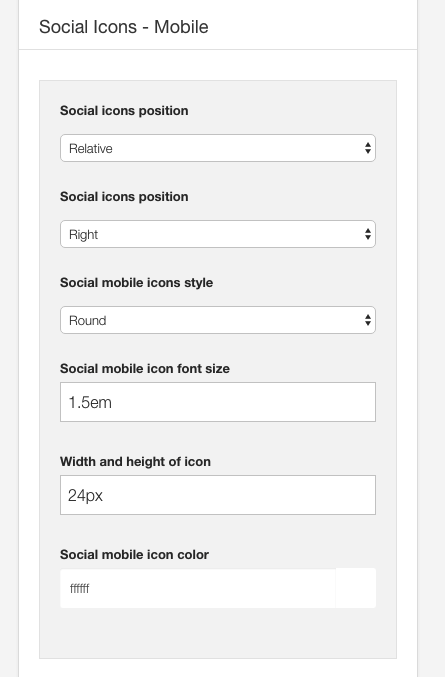 Social Icons - Mobile
Social icons position
Relative
Social icons position
Right
Social mobile icons style
Round
Social mobile icon font size
1.5em
Width and height of icon
24px
Social mobile icon color
ffffff